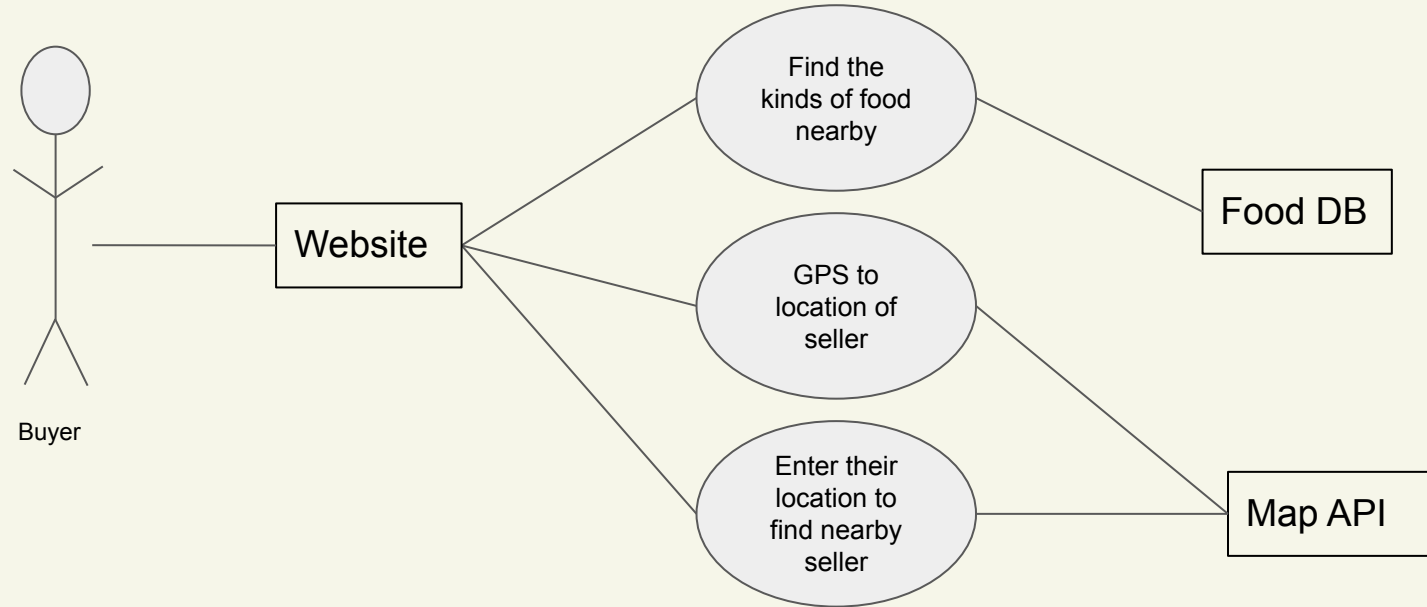 Find the
kinds of food
nearby
Food DB
Website
GPS to
location of
seller
Buyer
Enter their
location to
find nearby
seller
Map API